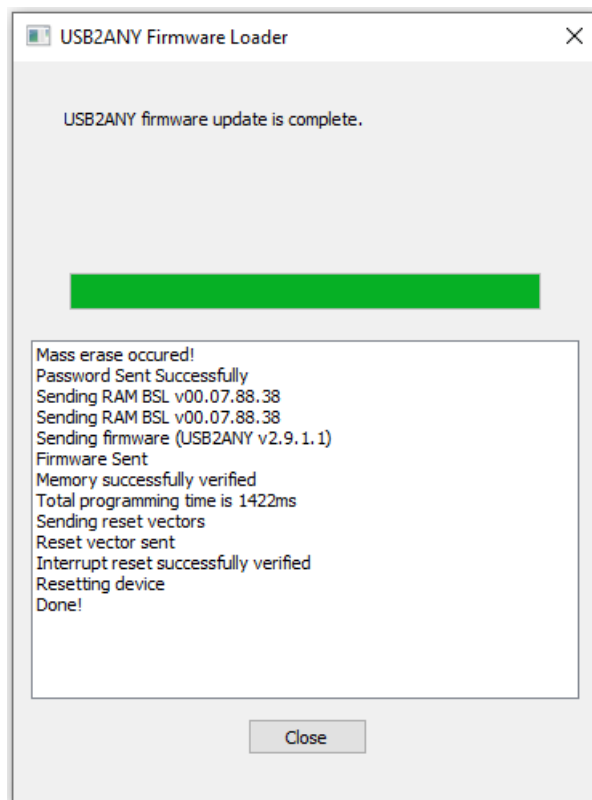 USB2ANY Firmware Loader
USB2ANY firmware update is complete.
Mass erase occured!
Password Sent Successfully
Sending RAM BSL v00.07.88.38
Sending RAM BSL v00.07.88.38
Sending firmware (USB2ANY v2.9.1.1)
Firmware Sent
Memory successfully verified
Total programming time is 1422ms
Sending reset vectors
Reset vector sent
Interrupt reset successfully verified
Resetting device
Done!
Close